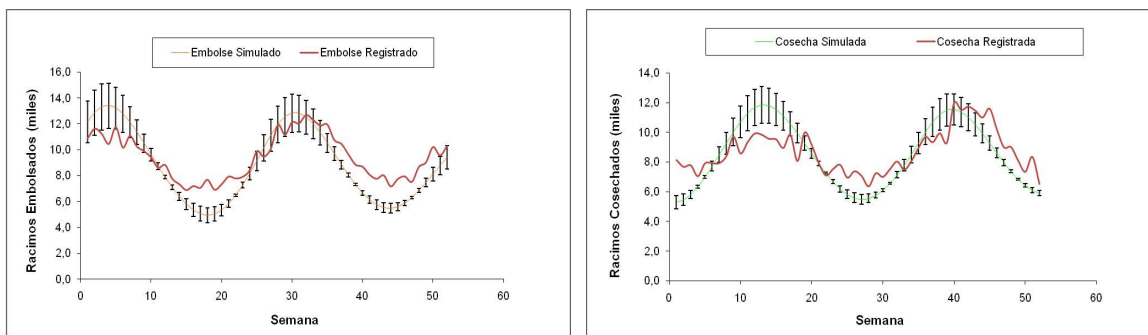 Embolse Simulado Embolse Registrado
16,0
14,0
12,0
10,0
8,0
6,0
4,0
2,0
0,0
Racimos Embolsados (miles)
0 10 20 30 40 50 60
Semana
Cosecha Simulada Cosecha Registrada
14,0
12,0
10,0
8,0
6,0
4,0
2,0
0,0
Racimos Cosechados (miles)
0 10 20 30 40 50 60
Semana